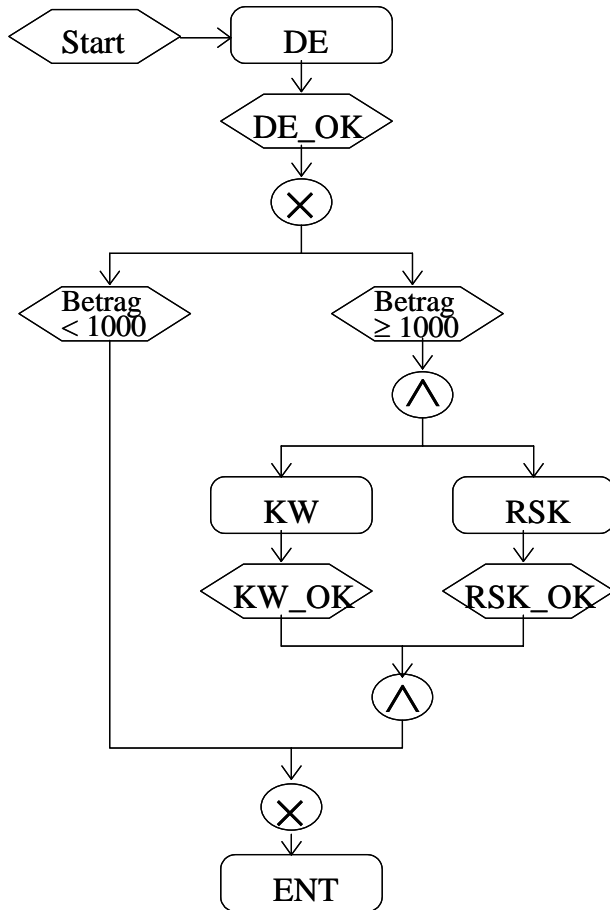 Start
DE
DE_OK
×
Betrag
< 1000
Betrag
≥ 1000
∧
KW
RSK
KW_OK
RSK_OK
∧
×
ENT